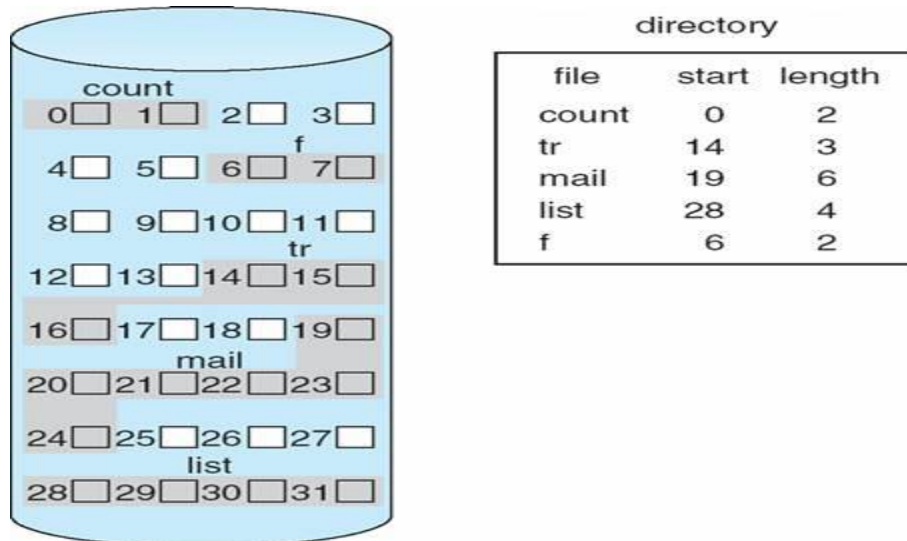 count
0 1 2 3
f
4 5 6 7
8 9 10 11
tr
12 13 14 15
16 17 18 19
mail
20 21 22 23
24 25 26 27
list
28 29 30 31
directory
file start length
count 0 2
tr 14 3
mail 19 6
list 28 4
f 6 2